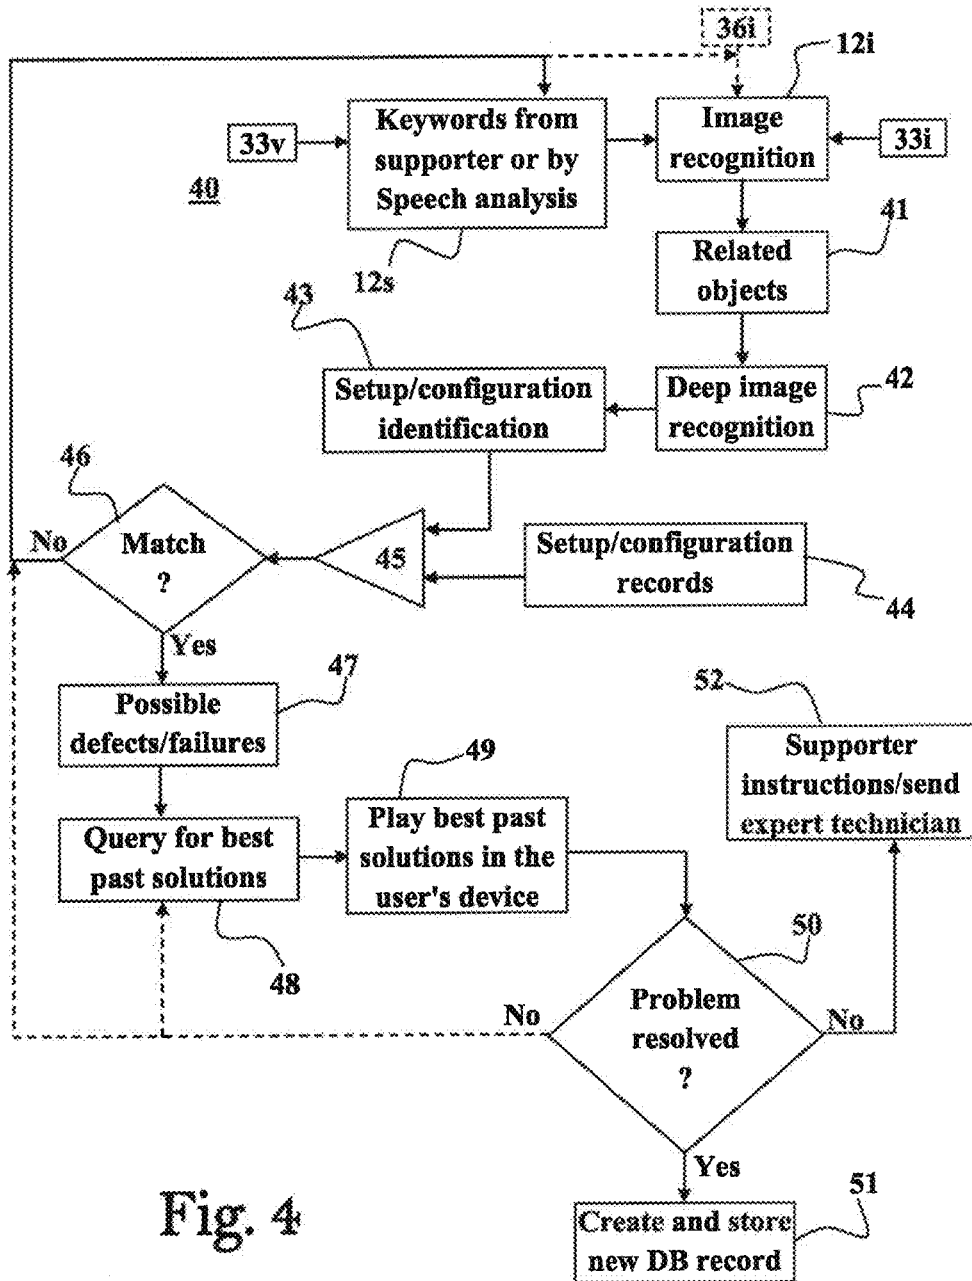 36i
12i
33v
Keywords from
supporter or by
Speech analysis
Image
recognition
33i
40
12s
41
Related
objects
43
Setup/configuration
identification
Deep image
recognition
42
46
No
Match
?
45
Setup/configuration
records
44
Yes
47
Possible
defects/failures
52
Supporter
instructions/send
expert technician
49
Query for best
past solutions
Play best past
solutions in the
user's device
48
50
No
Problem
resolved
?
No
Yes
51
Create and store
new DB record
Fig. 4